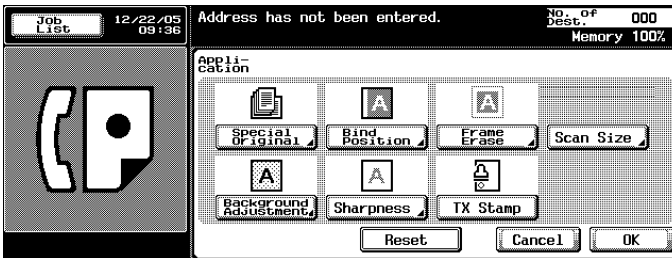 Job List
12/22/05
09:36
Address has not been entered.
No. of Dest. 000
Memory 100%
Appli-
cation
Special Original
Bind Position
Frame Erase
Scan Size
Background Adjustment
Sharpness
TX Stamp
Reset
Cancel
OK